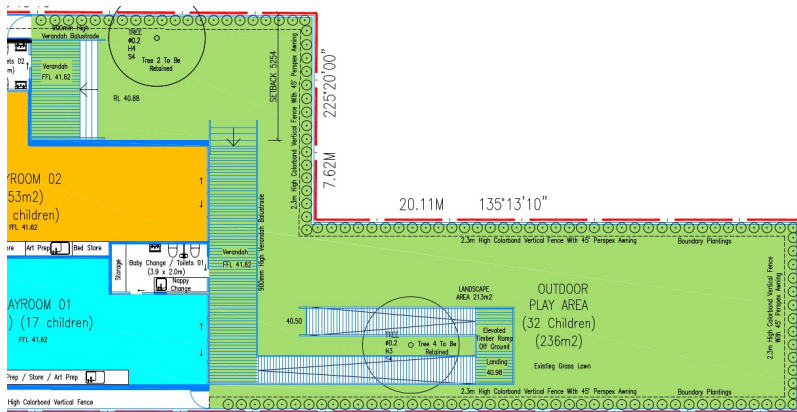 900mm High
Verandah Balustrade
TREE
#0.2
H4
S4
Tree 2 To Be
Retained
Verandah
FFL 41.62
RL 40.88
SETBACK 5254
225°20'00"
7.62M
2.3m High Colorbond Vertical Fence With 45° Perspex Awning
20.11M 135°13'10"
2.3m High Colorbond Vertical Fence With 45° Perspex Awning
Boundary Plantings
YROOM 02
53m2)
children)
FFL 41.62
ore
Art Prep
Bed Store
Storage
Baby Change / Toilets 01
(3.9 x 2.0m)
Nappy
Change
Verandah
FFL 41.62
900mm High Verandah Balustrade
AYROOM 01
) (17 children)
FFL 41.62
Prep / Store / Art Prep
LANDSCAPE
AREA 213m2
OUTDOOR
PLAY AREA
(32 Children)
(236m2)
Existing Grass Lawn
40.50
TREE
#0.2
H3
S4
Tree 4 To Be
Retained
Elevated
Timber Ramp
Off Ground
Landing
40.98
2.3m High Colorbond Vertical Fence
With 45° Perspex Awning
2.3m High Colorbond Vertical Fence With 45° Perspex Awning
Boundary Plantings
High Colorbond Vertical Fence